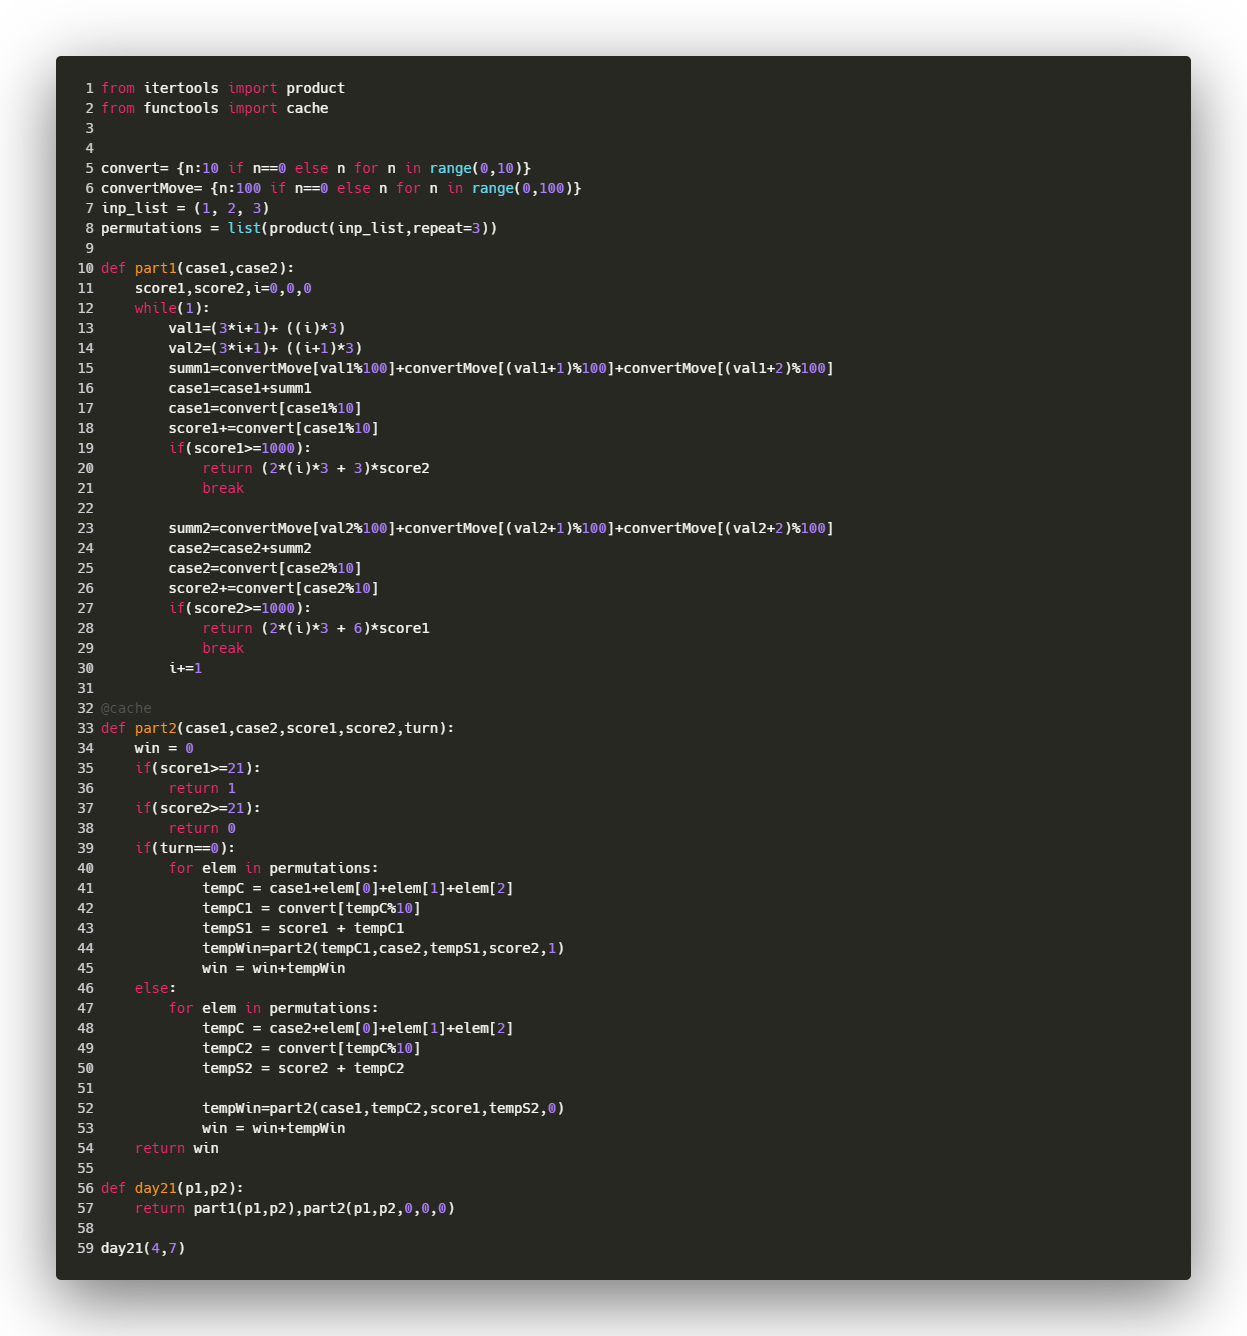 1 from itertools import product
2 from functools import cache
3
4
5 convert= {n:10 if n==0 else n for n in range(0,10)}
6 convertMove= {n:100 if n==0 else n for n in range(0,100)}
7 inp_list = (1, 2, 3)
8 permutations = list(product(inp_list,repeat=3))
9
10 def part1(case1,case2):
11     score1,score2,i=0,0,0
12     while(1):
13         val1=(3*i+1)+ ((i)*3)
14         val2=(3*i+1)+ ((i+1)*3)
15         summ1=convertMove[val1%100]+convertMove[(val1+1)%100]+convertMove[(val1+2)%100]
16         case1=case1+summ1
17         case1=convert[case1%10]
18         score1+=convert[case1%10]
19         if(score1>=1000):
20             return (2*(i)*3 + 3)*score2
21             break
22
23         summ2=convertMove[val2%100]+convertMove[(val2+1)%100]+convertMove[(val2+2)%100]
24         case2=case2+summ2
25         case2=convert[case2%10]
26         score2+=convert[case2%10]
27         if(score2>=1000):
28             return (2*(i)*3 + 6)*score1
29             break
30         i+=1
31
32 @cache
33 def part2(case1,case2,score1,score2,turn):
34     win = 0
35     if(score1>=21):
36         return 1
37     if(score2>=21):
38         return 0
39     if(turn==0):
40         for elem in permutations:
41             tempC = case1+elem[0]+elem[1]+elem[2]
42             tempC1 = convert[tempC%10]
43             tempS1 = score1 + tempC1
44             tempWin=part2(tempC1,case2,tempS1,score2,1)
45             win = win+tempWin
46     else:
47         for elem in permutations:
48             tempC = case2+elem[0]+elem[1]+elem[2]
49             tempC2 = convert[tempC%10]
50             tempS2 = score2 + tempC2
51
52             tempWin=part2(case1,tempC2,score1,tempS2,0)
53             win = win+tempWin
54     return win
55
56 def day21(p1,p2):
57     return part1(p1,p2),part2(p1,p2,0,0,0)
58
59 day21(4,7)